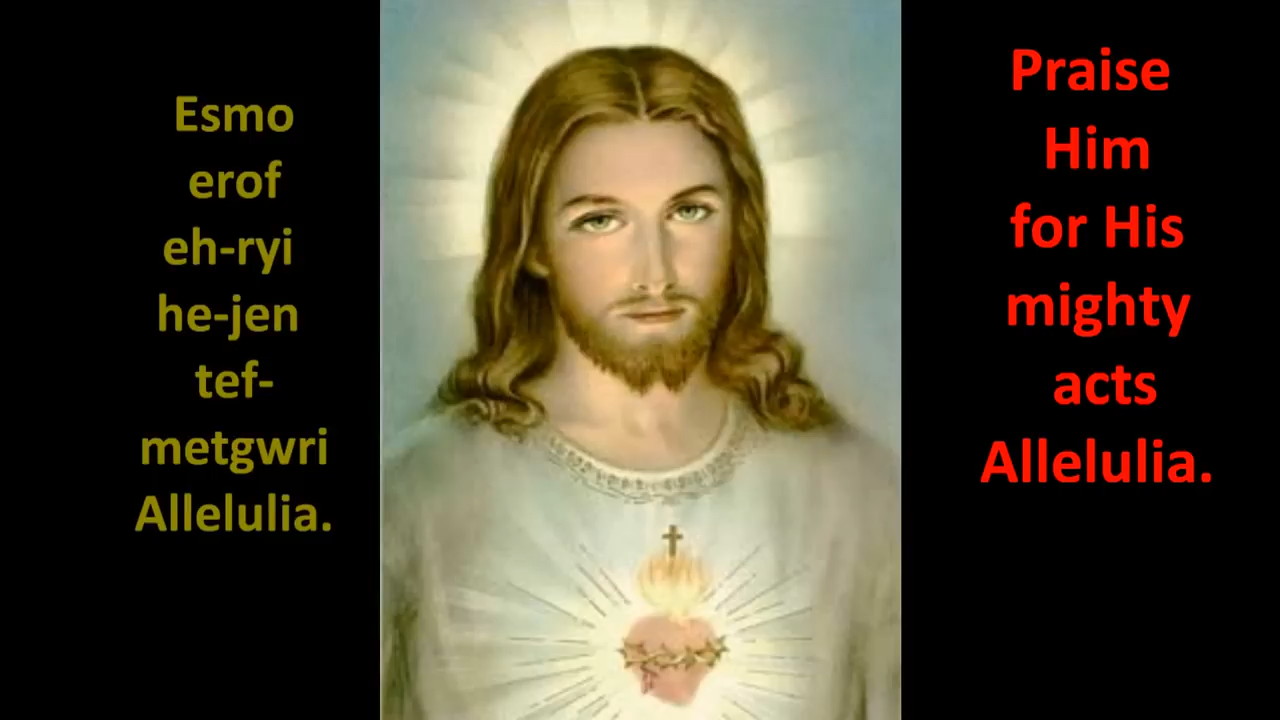 Esmo
erof
eh-ryi
he-jen
tef-
metgwri
Allelulia.
Praise
Him
for His
mighty
acts
Allelulia.